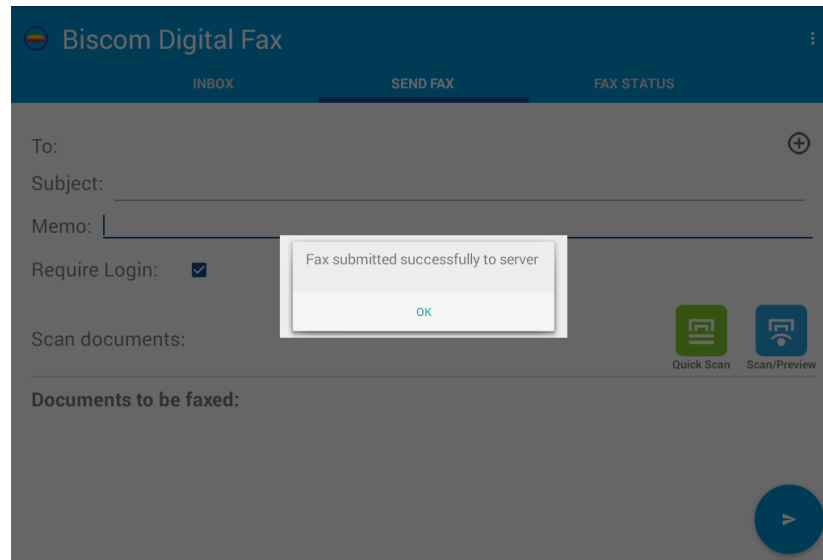 Biscom Digital Fax
INBOX SEND FAX FAX STATUS
To:
Subject:
Memo:
Fax submitted successfully to server
Require Login:
OK
Scan documents:
Quick Scan Scan/Preview
Documents to be faxed: